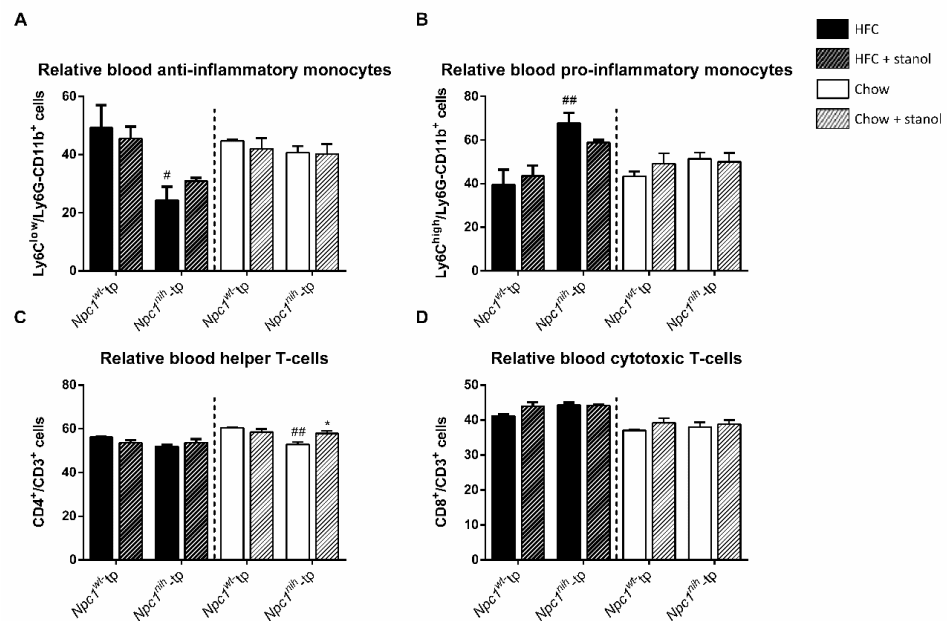 A
Relative blood anti-inflammatory monocytes
Ly6C^low/Ly6G-CD11b^+ cells
60
40
20
0
#
Npc1^wt-tp
Npc1^nih-tp
Npc1^wt-tp
Npc1^nih-tp
B
Relative blood pro-inflammatory monocytes
Ly6C^high/Ly6G-CD11b^+ cells
80
60
40
20
0
##
Npc1^wt-tp
Npc1^nih-tp
Npc1^wt-tp
Npc1^nih-tp
HFC
HFC + stanol
Chow
Chow + stanol
C
Relative blood helper T-cells
CD4^+/CD3^+ cells
80
60
40
20
0
##
*
Npc1^wt-tp
Npc1^nih-tp
Npc1^wt-tp
Npc1^nih-tp
D
Relative blood cytotoxic T-cells
CD8^+/CD3^+ cells
50
40
30
20
10
0
Npc1^wt-tp
Npc1^nih-tp
Npc1^wt-tp
Npc1^nih-tp